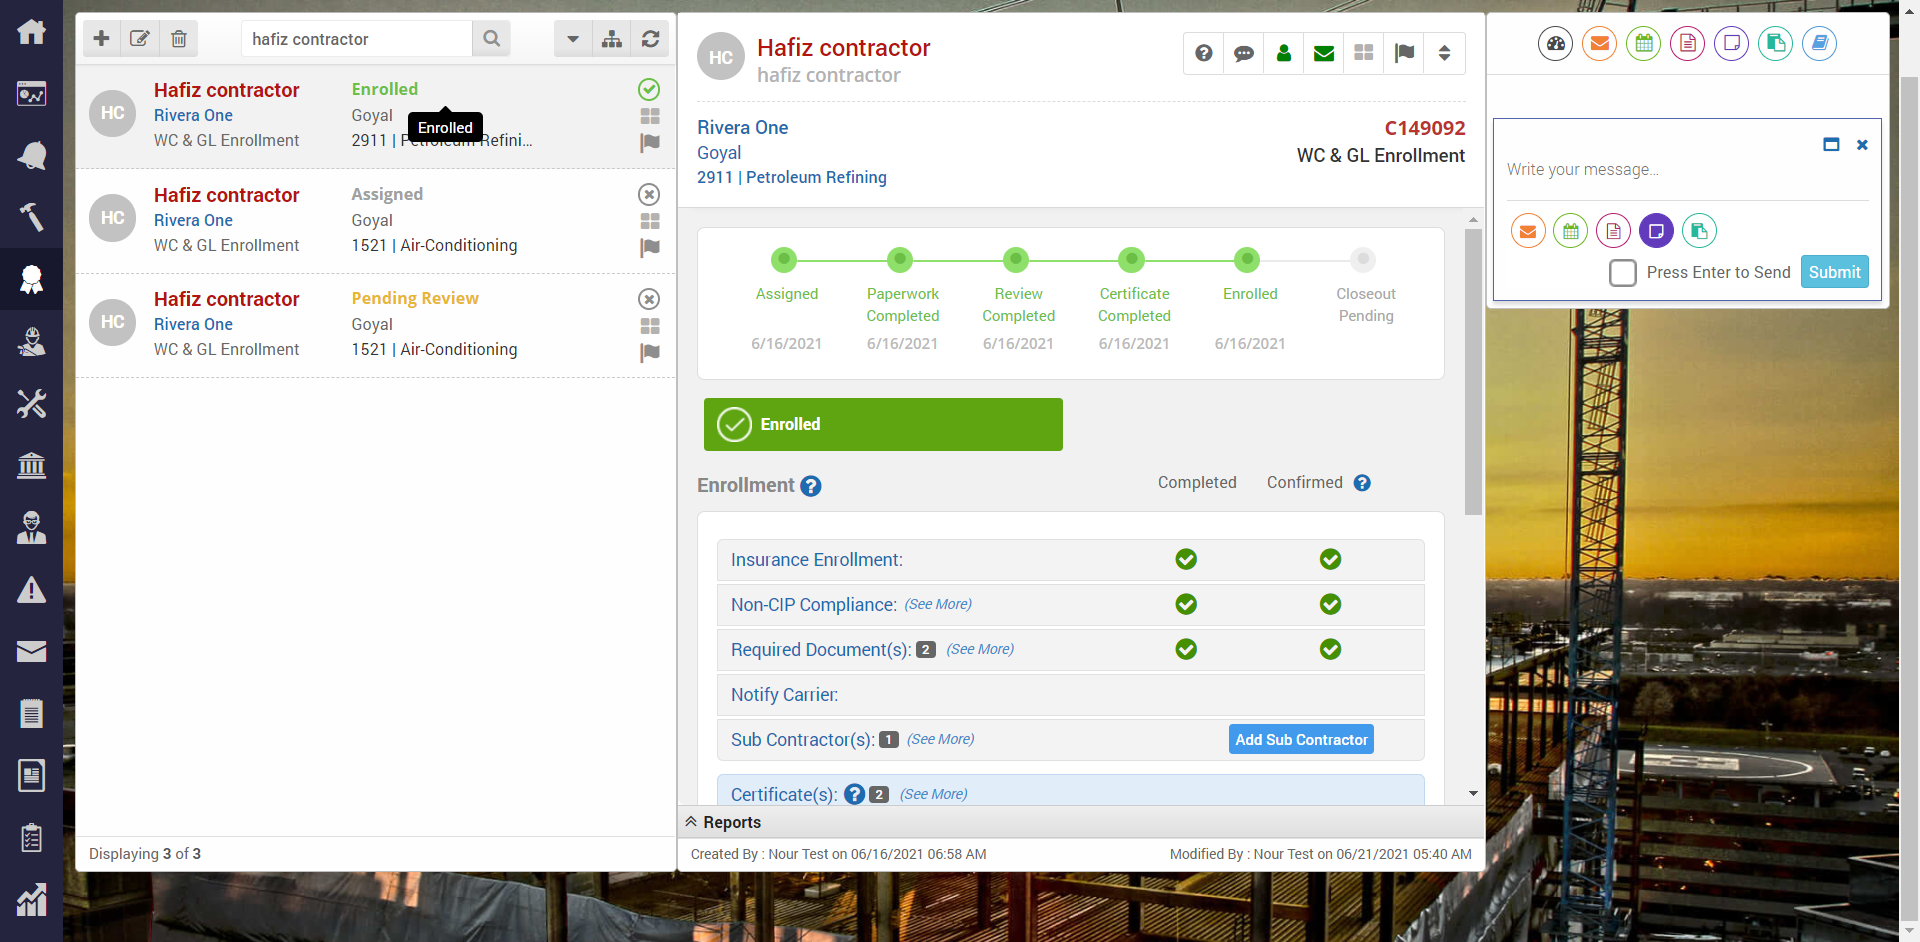 hafiz contractor
HC
Hafiz contractor
Enrolled
Rivera One
Goyal
Enrolled
WC & GL Enrollment
2911 | Petroleum Refini...
HC
Hafiz contractor
Assigned
Rivera One
Goyal
WC & GL Enrollment
1521 | Air-Conditioning
HC
Hafiz contractor
Pending Review
Rivera One
Goyal
WC & GL Enrollment
1521 | Air-Conditioning
Displaying 3 of 3
HC
Hafiz contractor
hafiz contractor
Rivera One
C149092
Goyal
WC & GL Enrollment
2911 | Petroleum Refining
Assigned
Paperwork
Completed
Review
Completed
Certificate
Completed
Enrolled
Closeout
Pending
6/16/2021
6/16/2021
6/16/2021
6/16/2021
6/16/2021
Enrolled
Enrollment
Completed
Confirmed
Insurance Enrollment:
Non-CIP Compliance: (See More)
Required Document(s): 2 (See More)
Notify Carrier:
Sub Contractor(s): 1 (See More)
Add Sub Contractor
Certificate(s): 2 (See More)
Reports
Created By : Nour Test on 06/16/2021 06:58 AM
Modified By : Nour Test on 06/21/2021 05:40 AM
Write your message...
Press Enter to Send
Submit